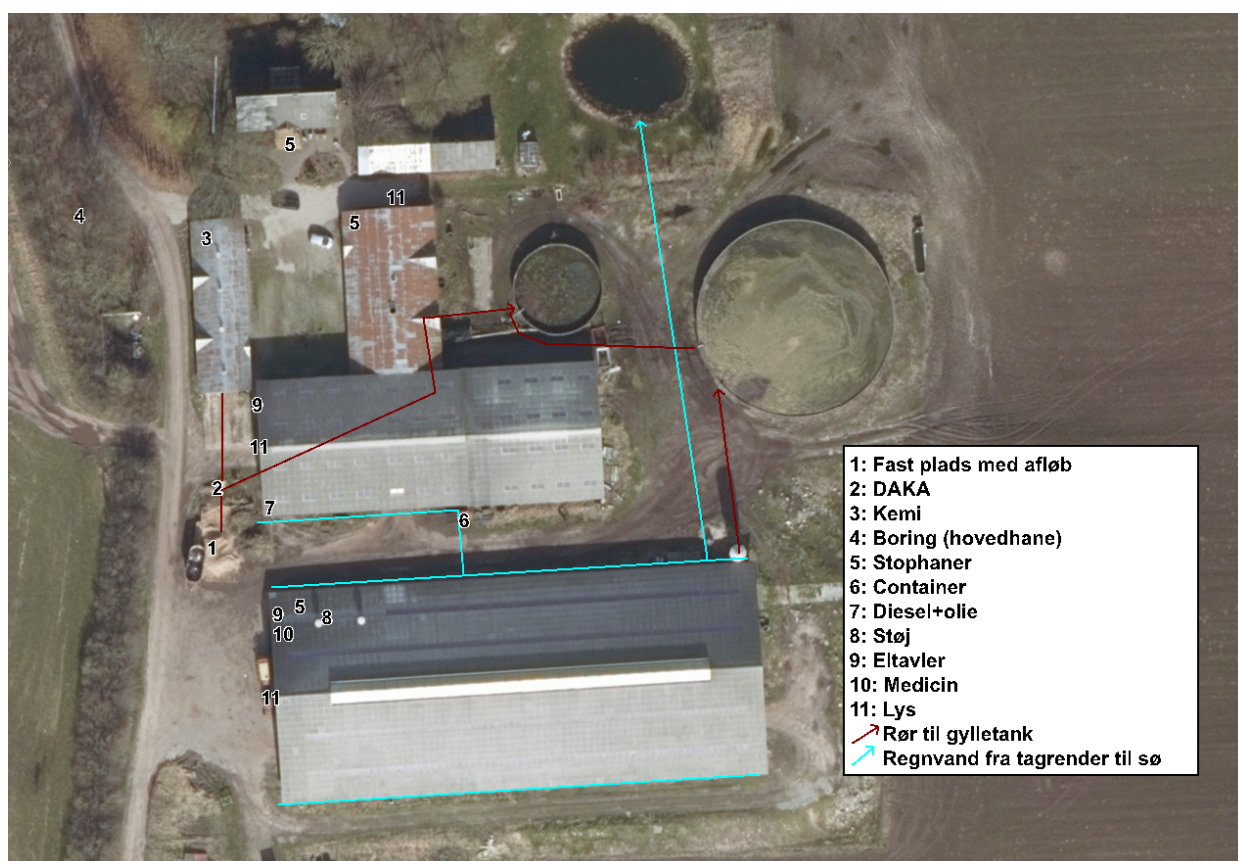 5
11
4
5
3
9
11
2
7
6
1
5
9
8
10
11
1: Fast plads med afløb
2: DAKA
3: Kemi
4: Boring (hovedhane)
5: Stophaner
6: Container
7: Diesel+olie
8: Støj
9: Eltavler
10: Medicin
11: Lys
Rør til gylletank
Regnvand fra tagrender til sø